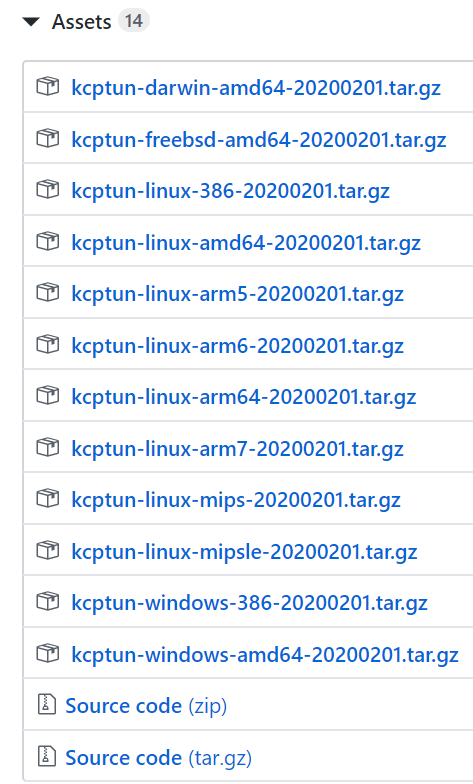 Assets 14
kcptun-darwin-amd64-20200201.tar.gz
kcptun-freebsd-amd64-20200201.tar.gz
kcptun-linux-386-20200201.tar.gz
kcptun-linux-amd64-20200201.tar.gz
kcptun-linux-arm5-20200201.tar.gz
kcptun-linux-arm6-20200201.tar.gz
kcptun-linux-arm64-20200201.tar.gz
kcptun-linux-arm7-20200201.tar.gz
kcptun-linux-mips-20200201.tar.gz
kcptun-linux-mipsle-20200201.tar.gz
kcptun-windows-386-20200201.tar.gz
kcptun-windows-amd64-20200201.tar.gz
Source code (zip)
Source code (tar.gz)